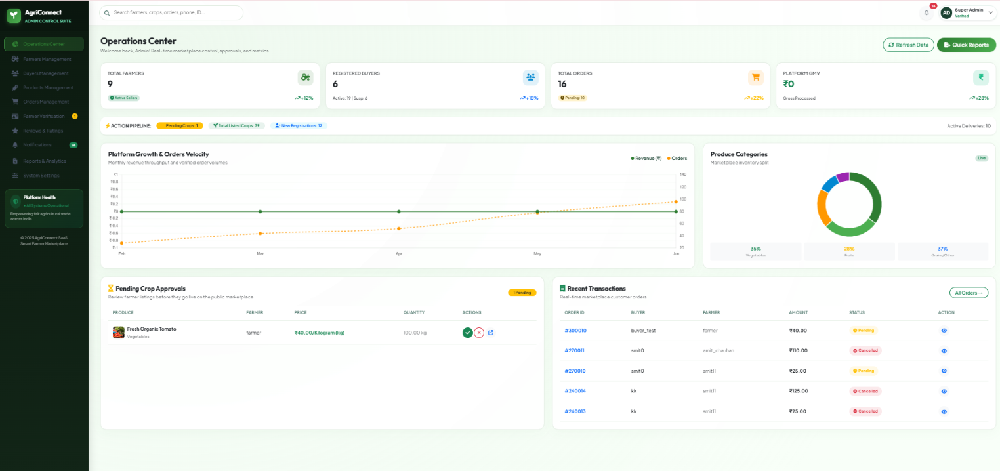 AgriConnect
ADMIN CONTROL SUITE
Operations Center
Farmers Management
Buyers Management
Products Management
Orders Management
Farmer Verification 1
Reviews & Ratings
Notifications 26
Reports & Analytics
System Settings
Platform Health
All Systems Operational
Empowering fair agricultural trade
across India.
© 2025 AgriConnect SaaS
Smart Farmer Marketplace
Search farmers, crops, orders, phone, ID...
26
AD
Super Admin
Verified
Operations Center
Welcome back, Admin! Real-time marketplace control, approvals, and metrics.
Refresh Data
Quick Reports
TOTAL FARMERS
9
Active Sellers
+12%
REGISTERED BUYERS
6
Active: 19 | Susp: 6
+18%
TOTAL ORDERS
16
Pending: 10
+22%
PLATFORM GMV
₹0
Gross Processed
₹
+28%
ACTION PIPELINE: Pending Crops: 1 Total Listed Crops: 39 New Registrations: 12 Active Deliveries: 10
Platform Growth & Orders Velocity
Monthly revenue throughput and verified order volumes
Revenue (₹) Orders
₹1
₹0.8
₹0.6
₹0.4
₹0.2
₹0
₹-0.2
₹-0.4
₹-0.6
₹-0.8
₹-1
140
120
100
80
60
40
20
Feb Mar Apr May Jun
Produce Categories
Marketplace inventory split
Live
35%
Vegetables
28%
Fruits
37%
Grains/Other
Pending Crop Approvals
Review farmer listings before they go live on the public marketplace
1 Pending
PRODUCE FARMER PRICE QUANTITY ACTIONS
Fresh Organic Tomato
Vegetables
farmer ₹40.00/Kilogram (kg) 100.00 kg
Recent Transactions
Real-time marketplace customer orders
All Orders →
ORDER ID BUYER FARMER AMOUNT STATUS ACTION
#300010 buyer_test farmer ₹40.00 Pending
#270011 smit0 amit_chauhan ₹110.00 Cancelled
#270010 smit0 smit11 ₹25.00 Pending
#240014 kk smit11 ₹125.00 Cancelled
#240013 kk smit11 ₹25.00 Cancelled